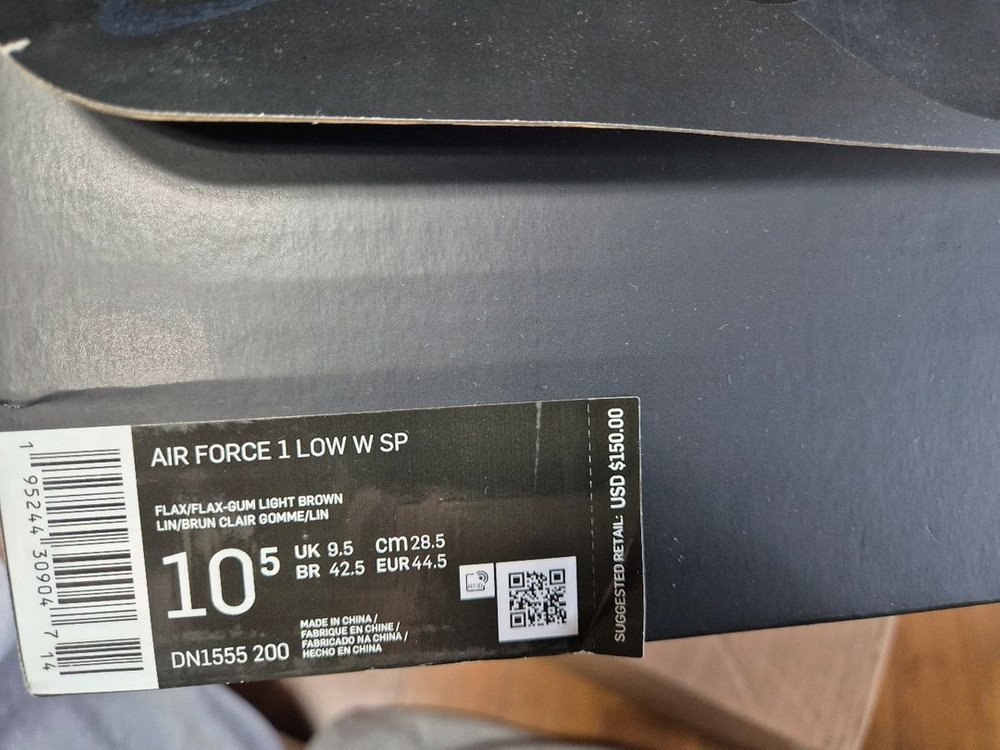 AIR FORCE 1 LOW W SP
FLAX/FLAX-GUM LIGHT BROWN
LIN/BRUN CLAIR GOMME/LIN
10⁵
UK 9.5 CM 28.5
BR 42.5 EUR 44.5
DN1555 200
MADE IN CHINA /
FABRIQUE EN CHINE /
FABRICADO NA CHINA /
HECHO EN CHINA
RFID
SUGGESTED RETAIL: USD $150.00
1 95244 30904 7 14